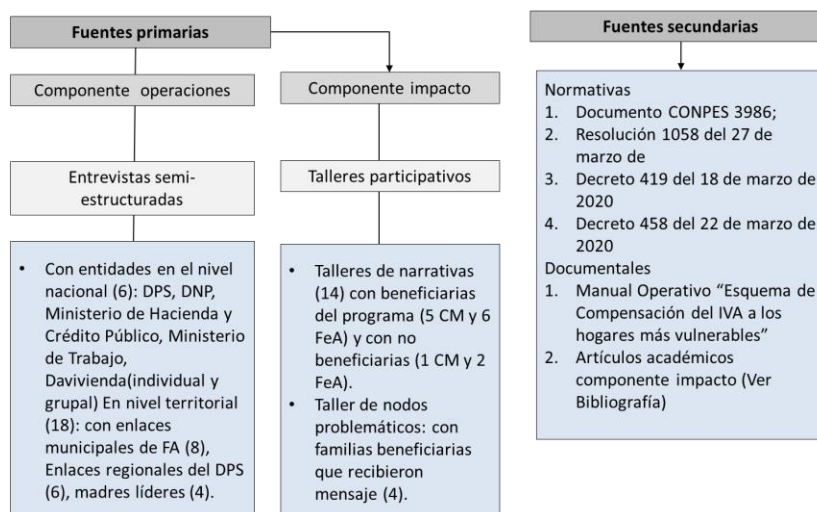 Fuentes primarias
Componente operaciones
Entrevistas semi-
estructuradas
• Con entidades en el nivel
nacional (6): DPS, DNP,
Ministerio de Hacienda y
Crédito Público, Ministerio
de Trabajo,
Davivienda(individual y
grupal) En nivel territorial
(18): con enlaces
municipales de FA (8),
Enlaces regionales del DPS
(6), madres líderes (4).
Componente impacto
Talleres participativos
• Talleres de narrativas
(14) con beneficiarias
del programa (5 CM y 6
FeA) y con no
beneficiarias (1 CM y 2
FeA).
• Taller de nodos
problemáticos: con
familias beneficiarias
que recibieron
mensaje (4).
Fuentes secundarias
Normativas
1. Documento CONPES 3986;
2. Resolución 1058 del 27 de
marzo de
3. Decreto 419 del 18 de marzo de
2020
4. Decreto 458 del 22 de marzo de
2020
Documentales
1. Manual Operativo “Esquema de
Compensación del IVA a los
hogares más vulnerables”
2. Artículos académicos
componente impacto (Ver
Bibliografía)